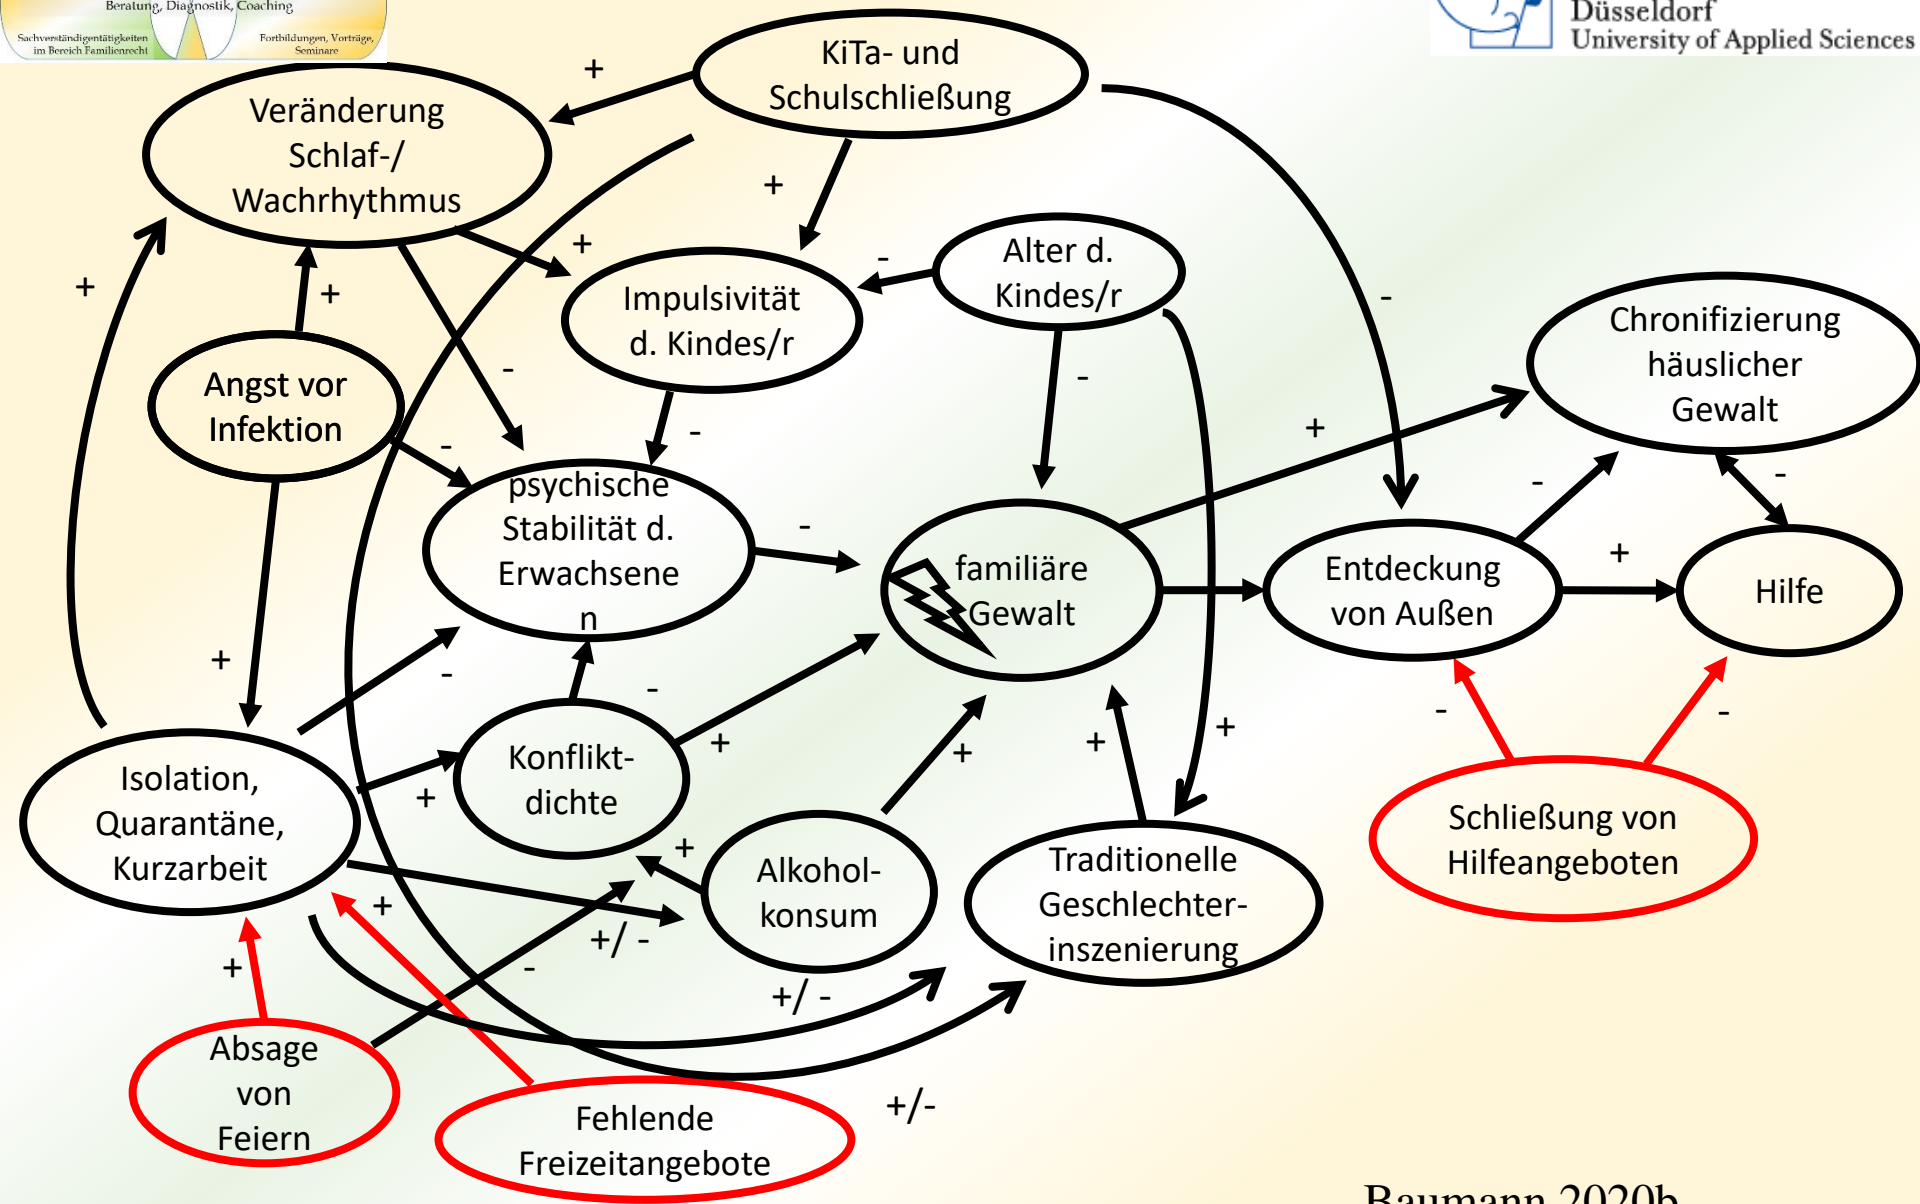 Beratung, Diagnostik, Coaching
Sachverständigentätigkeiten
im Bereich Familienrecht
Fortbildungen, Vorträge,
Seminare
Düsseldorf
University of Applied Sciences
KiTa- und
Schulschließung
Veränderung
Schlaf-/
Wachrhythmus
+
+
+
-
+
+
-
Alter d.
Kindes/r
Impulsivität
d. Kindes/r
Chronifizierung
häuslicher
Gewalt
Angst vor
Infektion
-
-
+
-
-
-
-
psychische
Stabilität d.
Erwachsene
n
-
familiäre
Gewalt
Entdeckung
von Außen
+
Hilfe
+
-
-
+
+
+
-
-
Isolation,
Quarantäne,
Kurzarbeit
+
Konflikt-
dichte
+
Schließung von
Hilfeangeboten
+
Alkohol-
konsum
Traditionelle
Geschlechter-
inszenierung
+
+/ -
+
-
+/ -
Absage
von
Feiern
Fehlende
Freizeitangebote
+/-
Baumann 2020b